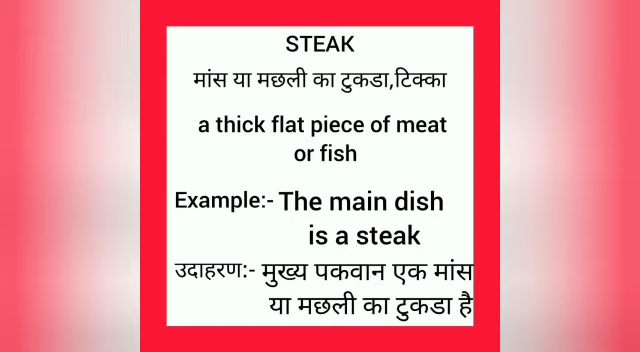 STEAK
मांस या मछली का टुकडा,टिक्का
a thick flat piece of meat
or fish
Example:- The main dish
is a steak
उदाहरण:- मुख्य पकवान एक मांस
या मछली का टुकडा है